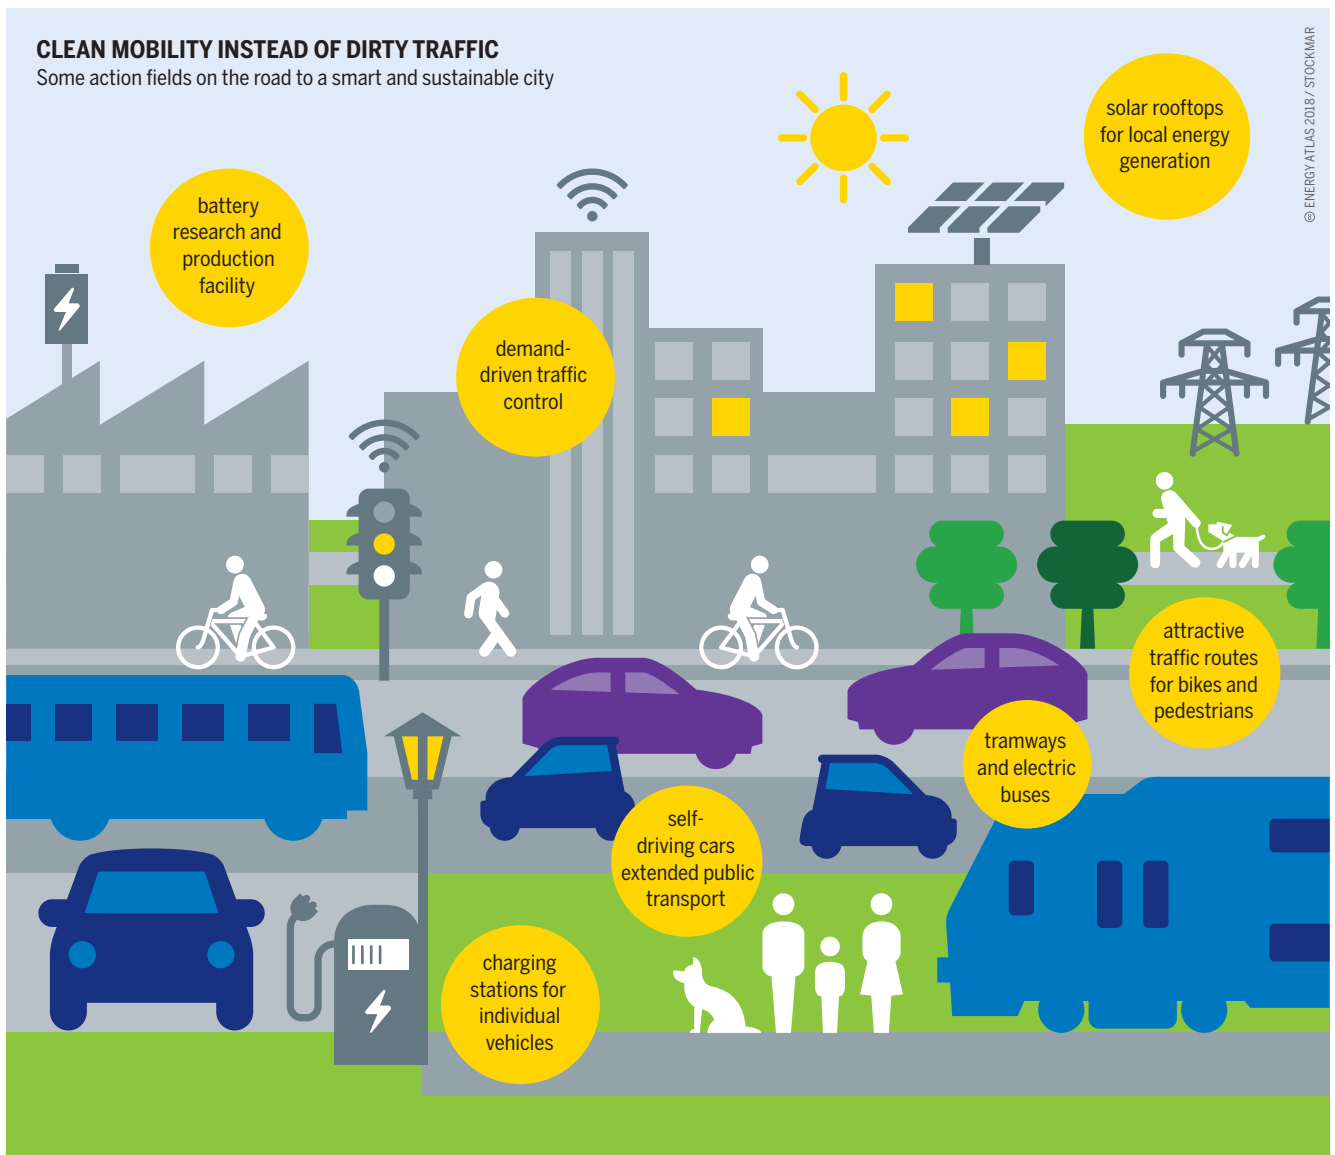 CLEAN MOBILITY INSTEAD OF DIRTY TRAFFIC
Some action fields on the road to a smart and sustainable city
© ENERGY ATLAS 2018 / STOCKMAR
solar rooftops
for local energy
generation
battery
research and
production
facility
demand-
driven traffic
control
attractive
traffic routes
for bikes and
pedestrians
tramways
and electric
buses
self-
driving cars
extended public
transport
charging
stations for
individual
vehicles